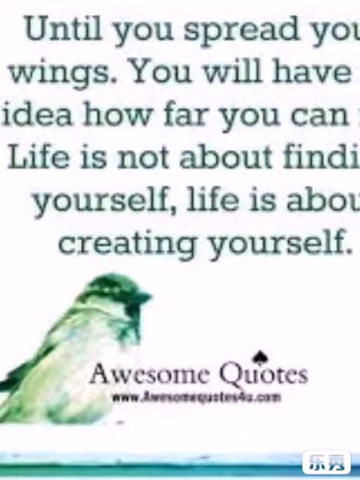 Until you spread you
wings. You will have
idea how far you can
Life is not about findi
yourself, life is abou
creating yourself.
Awesome Quotes
www.Awesomequotes4u.com
乐秀